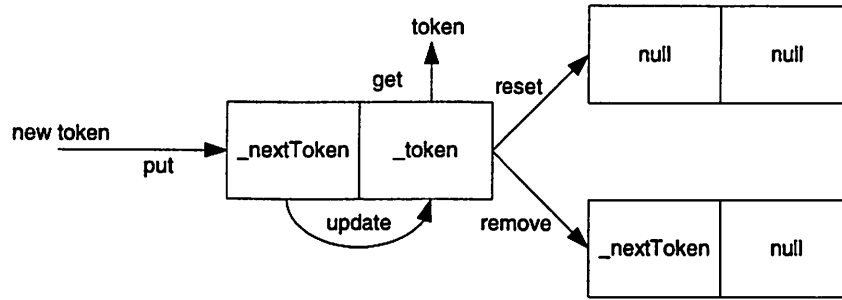 token
null
null
get
reset
new token
_nextToken
_token
put
update
remove
_nextToken
null